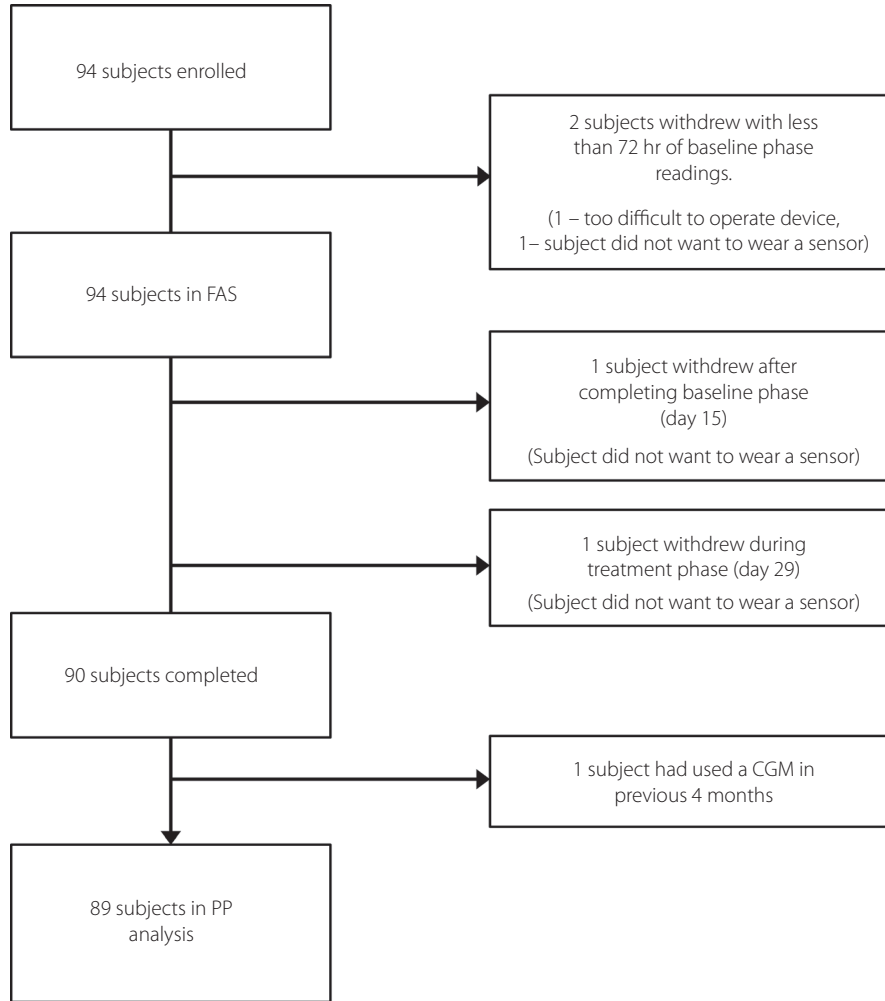 94 subjects enrolled
2 subjects withdrew with less
than 72 hr of baseline phase
readings.
(1 – too difficult to operate device,
1– subject did not want to wear a sensor)
94 subjects in FAS
1 subject withdrew after
completing baseline phase
(day 15)
(Subject did not want to wear a sensor)
1 subject withdrew during
treatment phase (day 29)
(Subject did not want to wear a sensor)
90 subjects completed
1 subject had used a CGM in
previous 4 months
89 subjects in PP
analysis